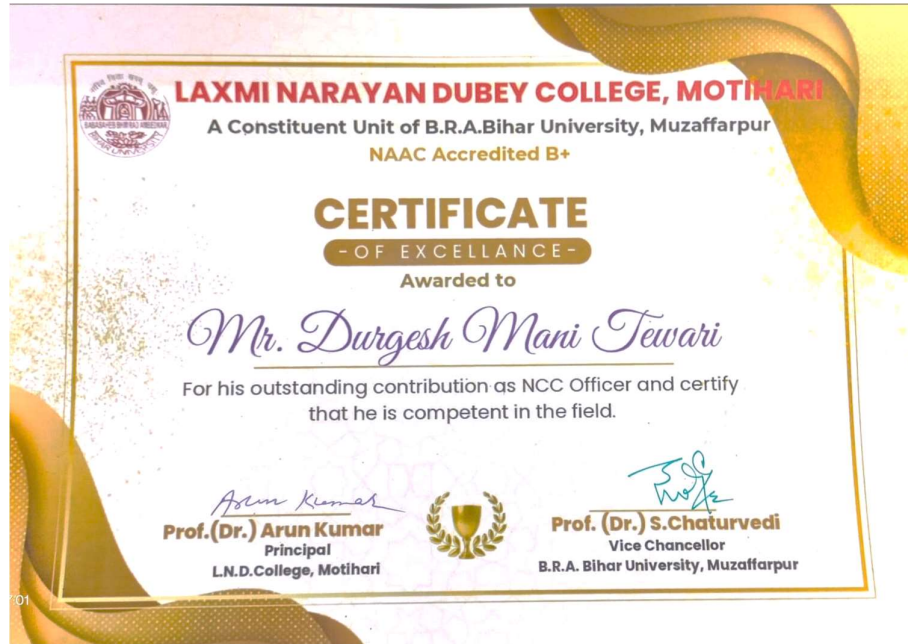 LAXMI NARAYAN DUBEY COLLEGE, MOTIHARI
A Constituent Unit of B.R.A.Bihar University, Muzaffarpur
NAAC Accredited B+
CERTIFICATE
-OF EXCELLANCE-
Awarded to
Mr. Durgesh Mani Tewari
For his outstanding contribution as NCC Officer and certify
that he is competent in the field.
Arun Kumar
Prof.(Dr.) Arun Kumar
Principal
L.N.D.College, Motihari
Prof. (Dr.) S.Chaturvedi
Vice Chancellor
B.R.A. Bihar University, Muzaffarpur
01